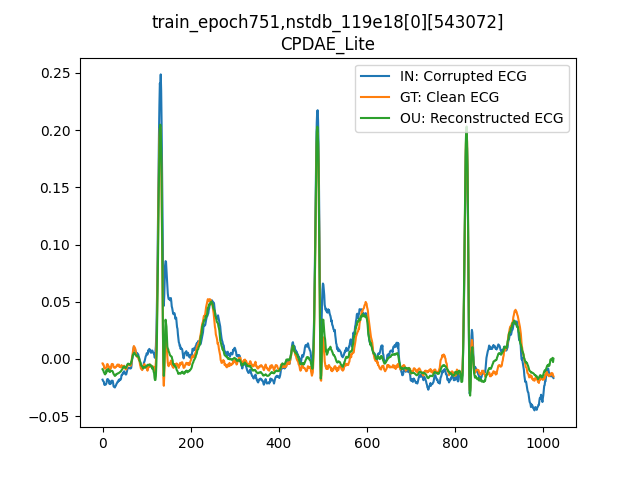 train_epoch751,nstdb_119e18[0][543072]
CPDAE_Lite
IN: Corrupted ECG
GT: Clean ECG
OU: Reconstructed ECG
0.25
0.20
0.15
0.10
0.05
0.00
−0.05
0 200 400 600 800 1000